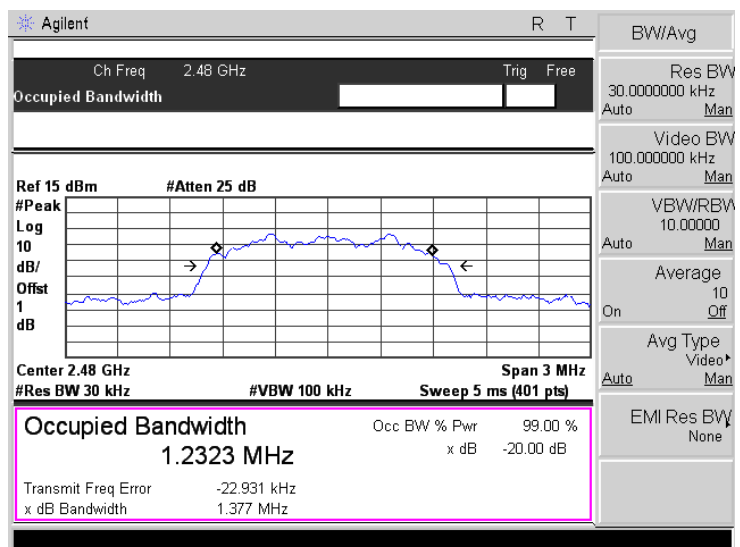 Agilent R T
Ch Freq 2.48 GHz Trig Free
Occupied Bandwidth
Ref 15 dBm #Atten 25 dB
#Peak
Log
10
dB/
Offst
1
dB
Center 2.48 GHz Span 3 MHz
#Res BW 30 kHz #VBW 100 kHz Sweep 5 ms (401 pts)
Occupied Bandwidth Occ BW % Pwr 99.00 %
1.2323 MHz x dB -20.00 dB
Transmit Freq Error -22.931 kHz
x dB Bandwidth 1.377 MHz
BW/Avg
Res BW
30.0000000 kHz
Auto Man
Video BW
100.000000 kHz
Auto Man
VBW/RBW
10.00000
Auto Man
Average
10
On Off
Avg Type
Video
Auto Man
EMI Res BW
None